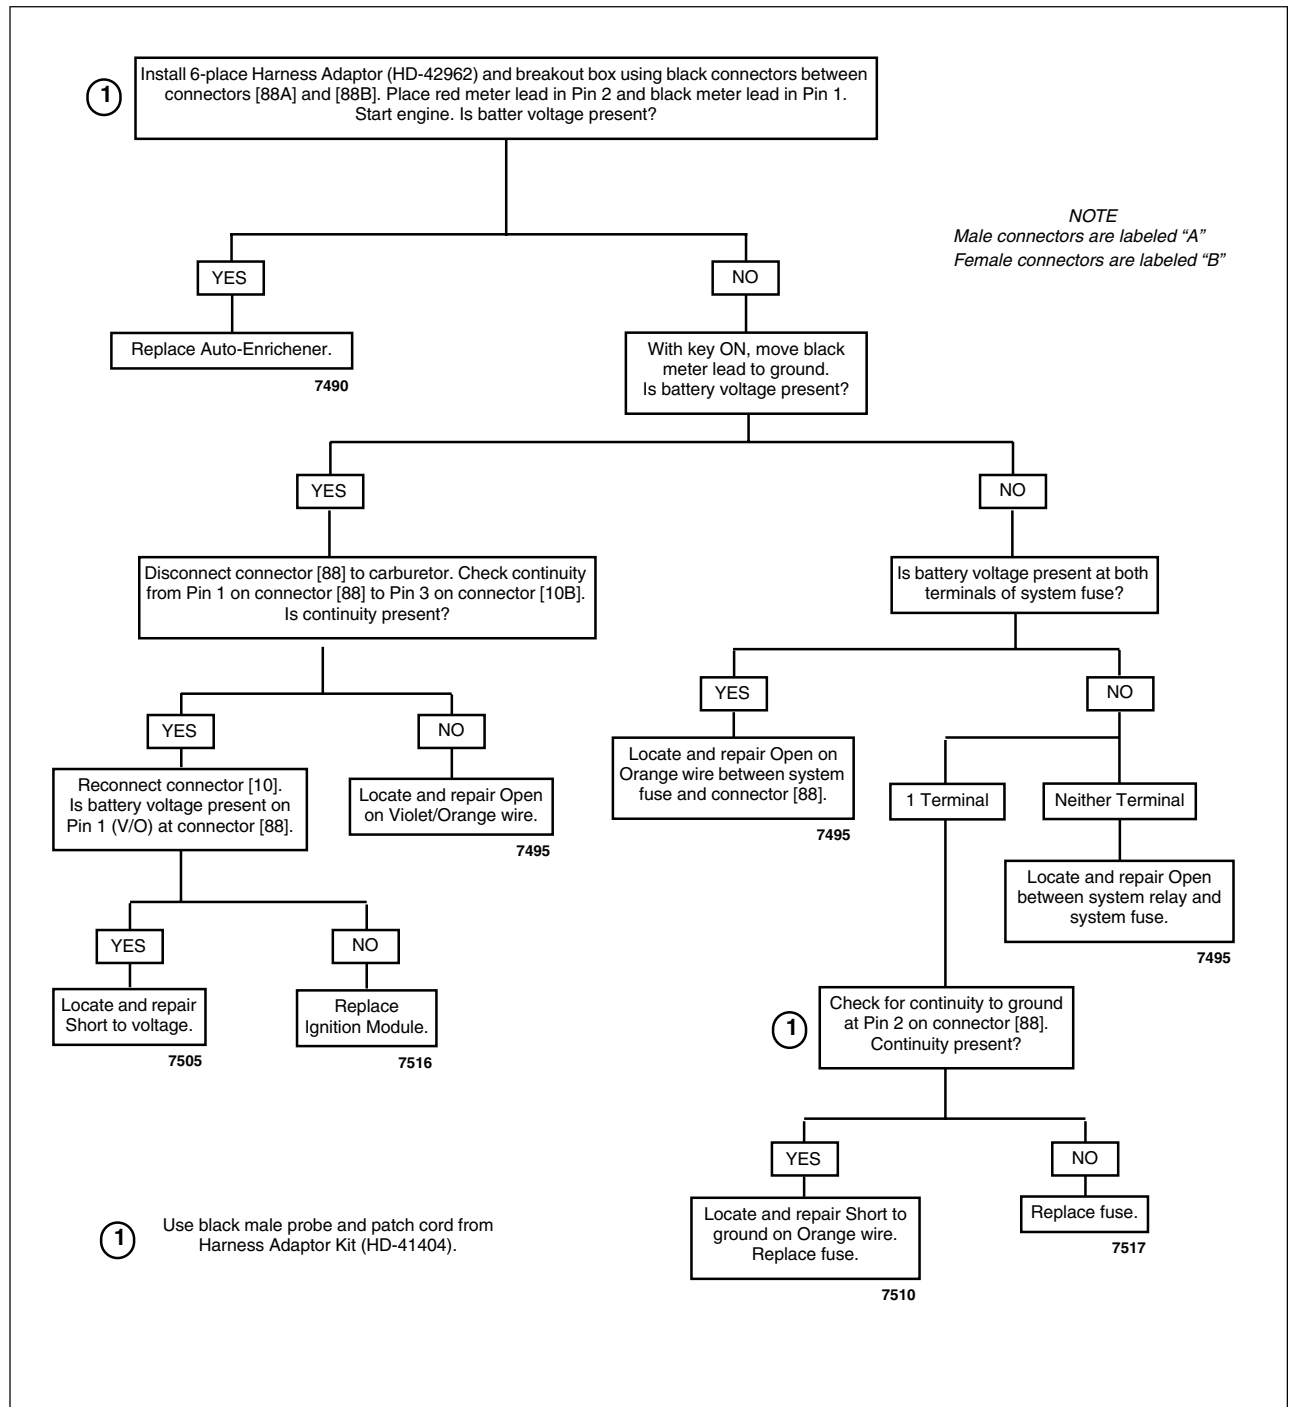 1
Install 6-place Harness Adaptor (HD-42962) and breakout box using black connectors between
connectors [88A] and [88B]. Place red meter lead in Pin 2 and black meter lead in Pin 1.
Start engine. Is batter voltage present?
NOTE
Male connectors are labeled “A”
Female connectors are labeled “B”
YES
NO
Replace Auto-Enrichener.
7490
With key ON, move black
meter lead to ground.
Is battery voltage present?
YES
NO
Disconnect connector [88] to carburetor. Check continuity
from Pin 1 on connector [88] to Pin 3 on connector [10B].
Is continuity present?
Is battery voltage present at both
terminals of system fuse?
YES
NO
YES
NO
Reconnect connector [10].
Is battery voltage present on
Pin 1 (V/O) at connector [88].
Locate and repair Open
on Violet/Orange wire.
7495
Locate and repair Open on
Orange wire between system
fuse and connector [88].
7495
1 Terminal
Neither Terminal
Locate and repair Open
between system relay and
system fuse.
7495
YES
NO
Locate and repair
Short to voltage.
7505
Replace
Ignition Module.
7516
1
Check for continuity to ground
at Pin 2 on connector [88].
Continuity present?
YES
NO
Locate and repair Short to
ground on Orange wire.
Replace fuse.
7510
Replace fuse.
7517
1
Use black male probe and patch cord from
Harness Adaptor Kit (HD-41404).